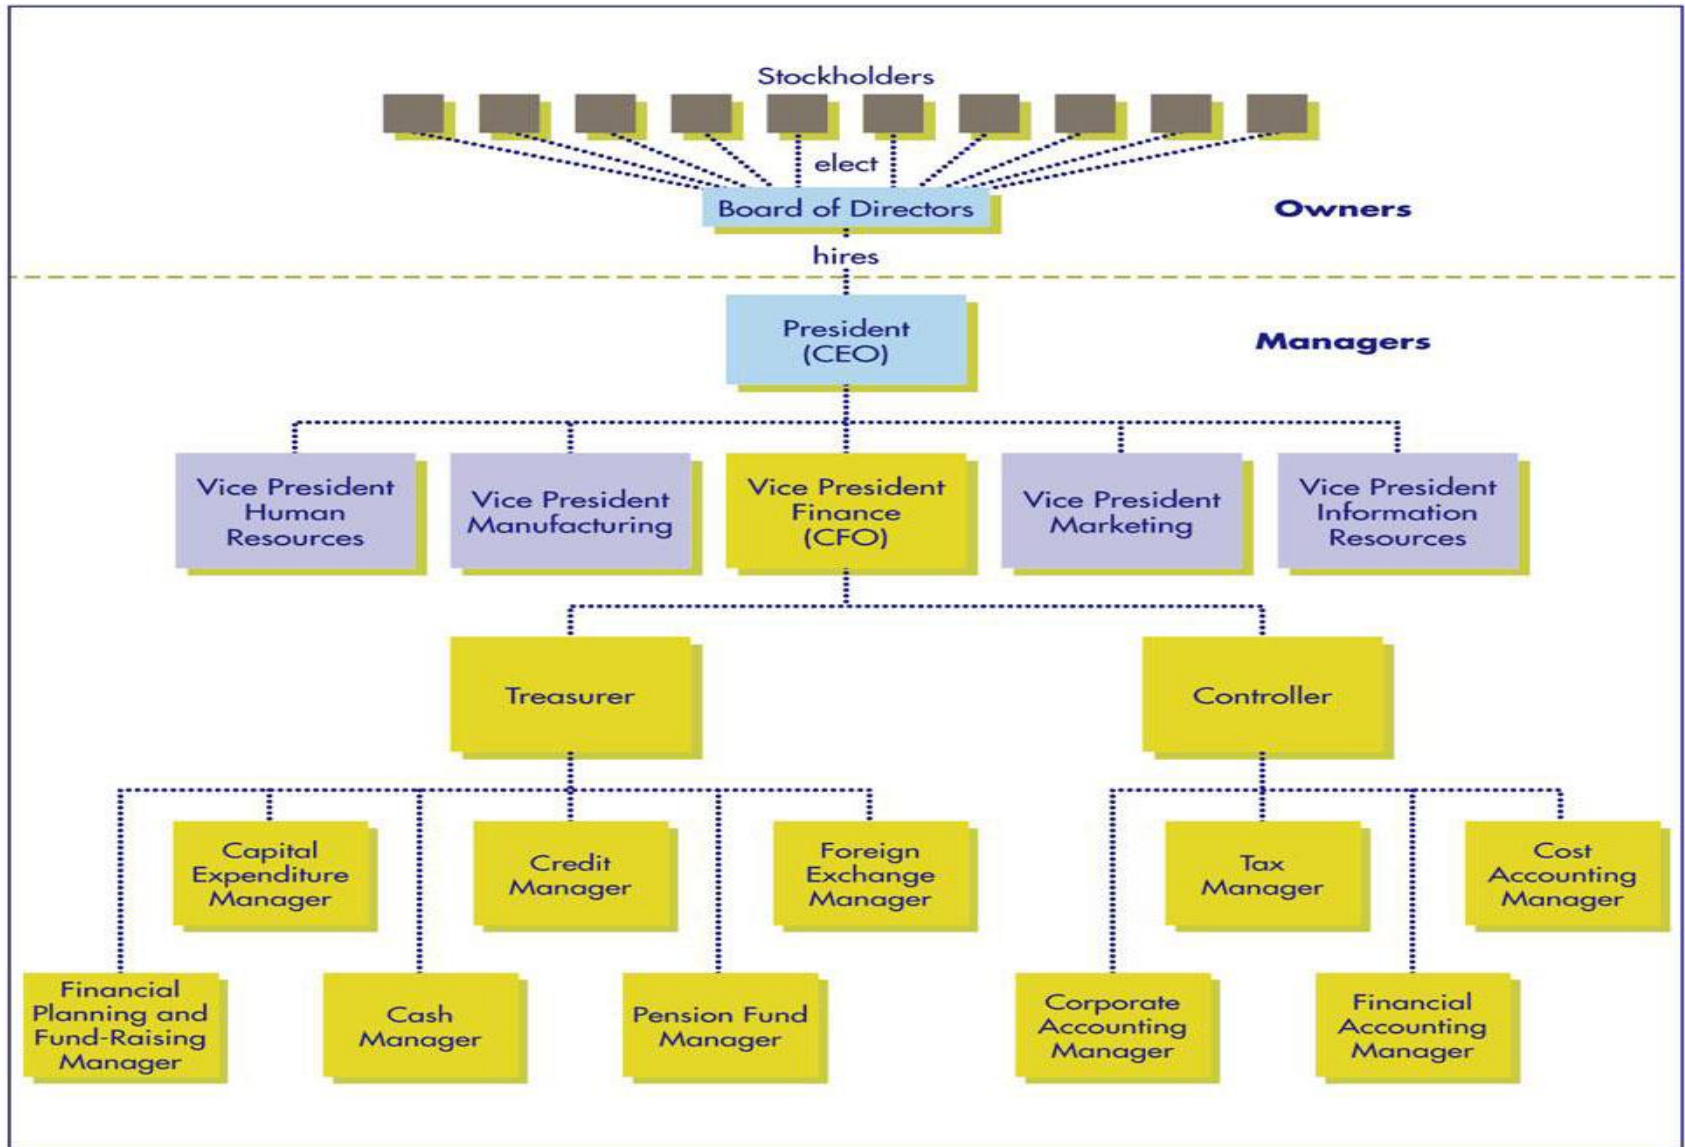 Stockholders
elect
Board of Directors
Owners
hires
President
(CEO)
Managers
Vice President
Human
Resources
Vice President
Manufacturing
Vice President
Finance
(CFO)
Vice President
Marketing
Vice President
Information
Resources
Treasurer
Controller
Capital
Expenditure
Manager
Credit
Manager
Foreign
Exchange
Manager
Tax
Manager
Cost
Accounting
Manager
Financial
Planning and
Fund-Raising
Manager
Cash
Manager
Pension Fund
Manager
Corporate
Accounting
Manager
Financial
Accounting
Manager